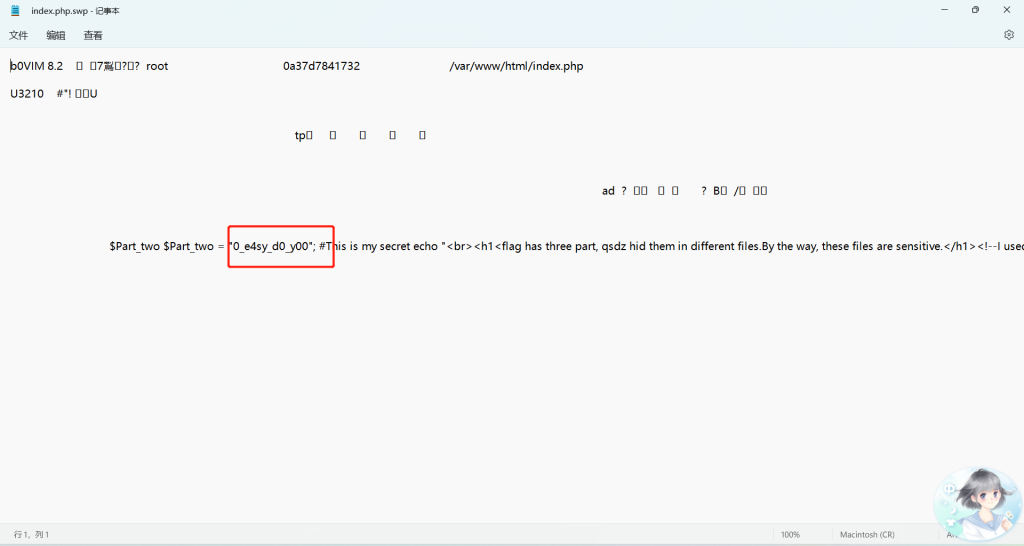 index.php.swp - 记事本
文件 编辑 查看
b0VIM 8.2 root 0a37d7841732 /var/www/html/index.php
U3210 #"! U
tp
ad ? ? B /
$Part_two $Part_two = "0_e4sy_d0_y00"; #This is my secret echo "<br><h1<flag has three part, qsdz hid them in different files.By the way, these files are sensitive.</h1><!--I used
行 1，列 1 100% Macintosh (CR)